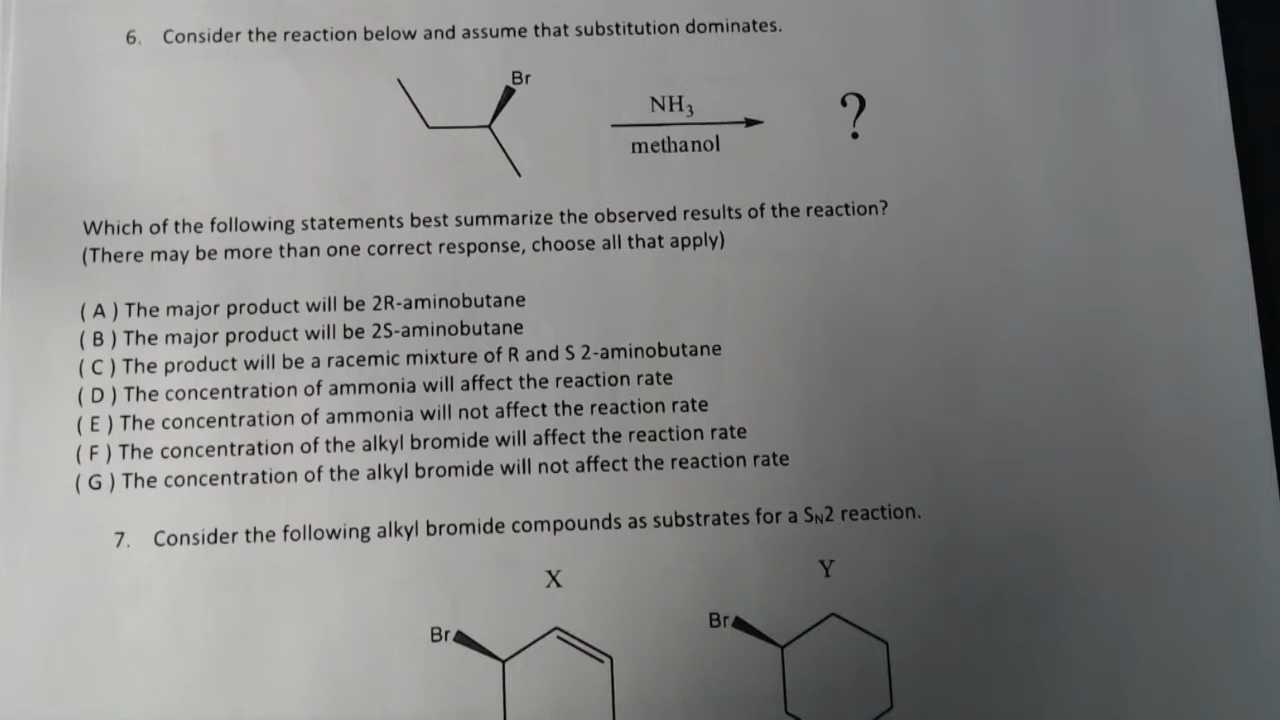 6. Consider the reaction below and assume that substitution dominates.
Br
NH₃
?
methanol
Which of the following statements best summarize the observed results of the reaction?
(There may be more than one correct response, choose all that apply)
( A ) The major product will be 2R-aminobutane
( B ) The major product will be 2S-aminobutane
( C ) The product will be a racemic mixture of R and S 2-aminobutane
( D ) The concentration of ammonia will affect the reaction rate
( E ) The concentration of ammonia will not affect the reaction rate
( F ) The concentration of the alkyl bromide will affect the reaction rate
( G ) The concentration of the alkyl bromide will not affect the reaction rate
7. Consider the following alkyl bromide compounds as substrates for a Sɴ2 reaction.
X
Y
Br
Br